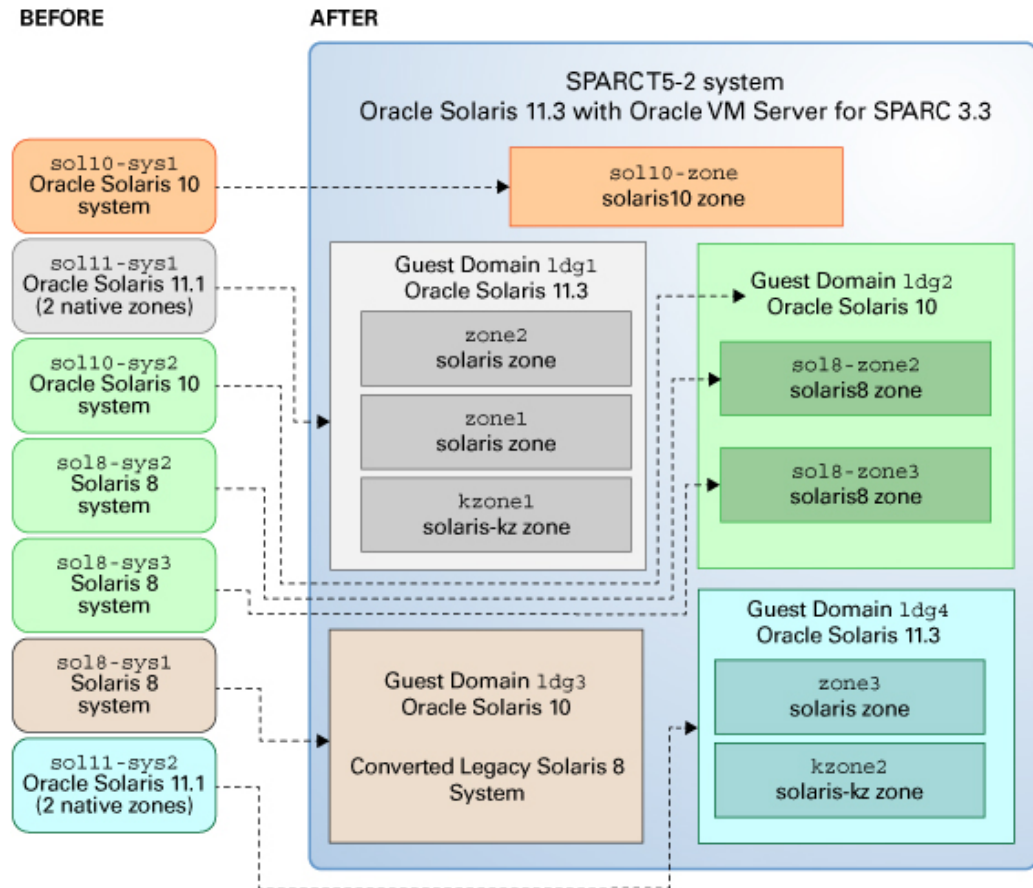 BEFORE
AFTER
SPARC T5-2 system
Oracle Solaris 11.3 with Oracle VM Server for SPARC 3.3
sol10-sys1
Oracle Solaris 10
system
sol11-sys1
Oracle Solaris 11.1
(2 native zones)
sol10-sys2
Oracle Solaris 10
system
sol8-sys2
Solaris 8
system
sol8-sys3
Solaris 8
system
sol8-sys1
Solaris 8
system
sol11-sys2
Oracle Solaris 11.1
(2 native zones)
sol10-zone
solaris10 zone
Guest Domain ldg1
Oracle Solaris 11.3
zone2
solaris zone
zone1
solaris zone
kzone1
solaris-kz zone
Guest Domain ldg2
Oracle Solaris 10
sol8-zone2
solaris8 zone
sol8-zone3
solaris8 zone
Guest Domain ldg3
Oracle Solaris 10
Converted Legacy Solaris 8
System
Guest Domain ldg4
Oracle Solaris 11.3
zone3
solaris zone
kzone2
solaris-kz zone